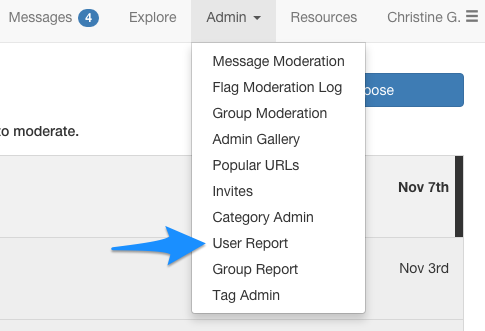 Messages 4 Explore Admin Resources Christine G.
Message Moderation
Flag Moderation Log
pose
Group Moderation
to moderate.
Admin Gallery
Popular URLs
Invites
Nov 7th
Category Admin
User Report
Group Report
Nov 3rd
Tag Admin